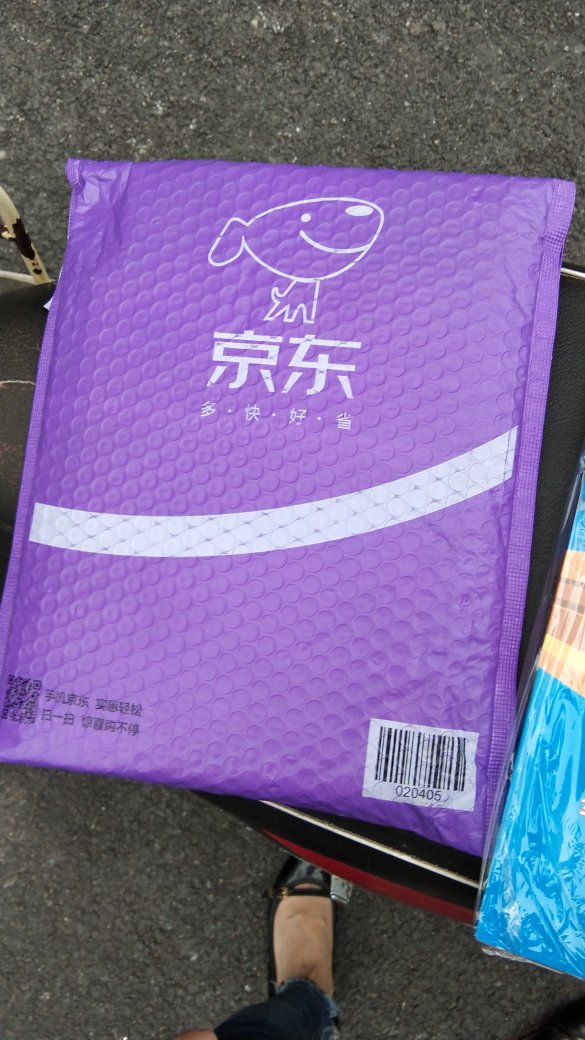 京东
多·快·好·省
手机京东 实惠轻松
扫一扫 惊喜购不停
020405